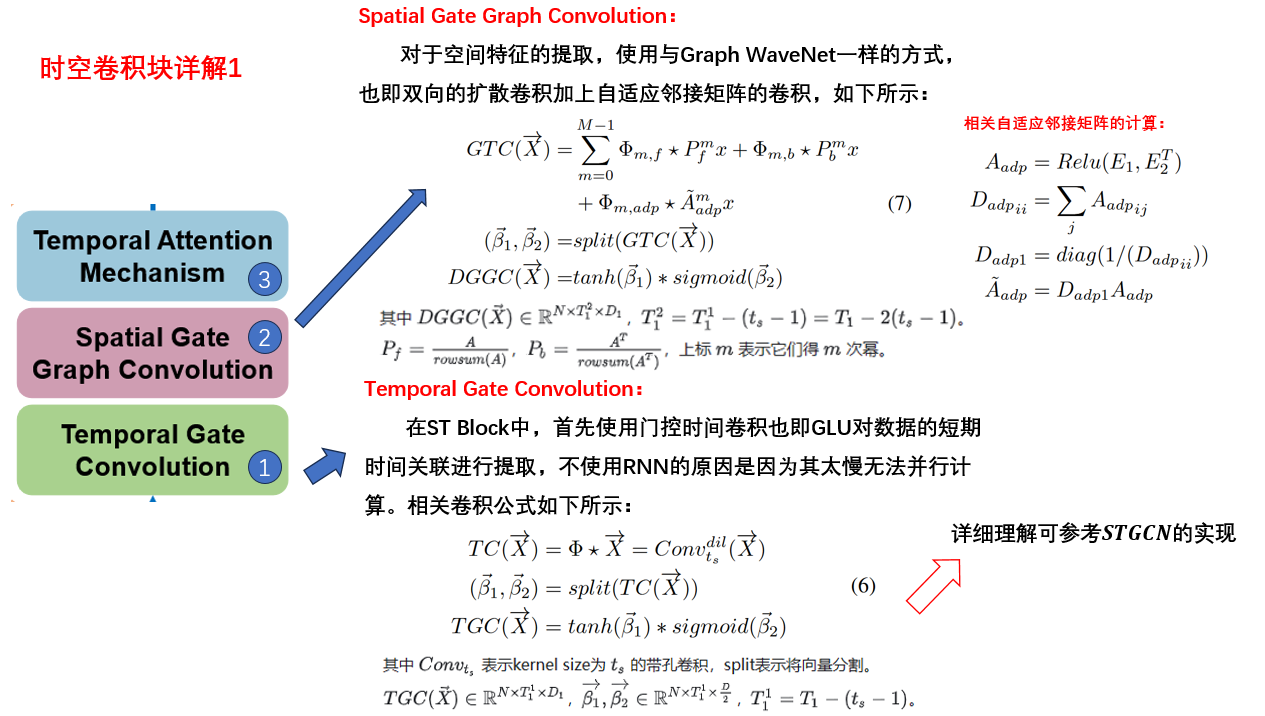 时空卷积块详解1
Temporal Attention
Mechanism
3
Spatial Gate
Graph Convolution
2
Temporal Gate
Convolution
1
Spatial Gate Graph Convolution：
对于空间特征的提取，使用与Graph WaveNet一样的方式，
也即双向的扩散卷积加上自适应邻接矩阵的卷积，如下所示：
$GTC(\overrightarrow{X}) = \sum_{m=0}^{M-1} \Phi_{m,f} \star P_f^m x + \Phi_{m,b} \star P_b^m x$
$+ \Phi_{m,adp} \star \tilde{A}_{adp}^m x$ (7)
$(\vec{\beta}_1, \vec{\beta}_2) = split(GTC(\overrightarrow{X}))$
$DGGC(\overrightarrow{X}) = tanh(\vec{\beta}_1) * sigmoid(\vec{\beta}_2)$
其中 $DGGC(\vec{X}) \in \mathbb{R}^{N \times T_1^2 \times D_1}$，$T_1^2 = T_1^1 - (t_s - 1) = T_1 - 2(t_s - 1)$。
$P_f = \frac{A}{rowsum(A)}$，$P_b = \frac{A^T}{rowsum(A^T)}$，上标 $m$ 表示它们得 $m$ 次幂。
相关自适应邻接矩阵的计算：
$A_{adp} = Relu(E_1, E_2^T)$
$D_{adp_{ii}} = \sum_j A_{adp_{ij}}$
$D_{adp1} = diag(1/(D_{adp_{ii}}))$
$\tilde{A}_{adp} = D_{adp1} A_{adp}$
Temporal Gate Convolution：
在ST Block中，首先使用门控时间卷积也即GLU对数据的短期
时间关联进行提取，不使用RNN的原因是因为其太慢无法并行计
算。相关卷积公式如下所示：
$TC(\overrightarrow{X}) = \Phi \star \overrightarrow{X} = Conv_{t_s}^{dil}(\overrightarrow{X})$
$(\vec{\beta}_1, \vec{\beta}_2) = split(TC(\overrightarrow{X}))$ (6)
$TGC(\overrightarrow{X}) = tanh(\vec{\beta}_1) * sigmoid(\vec{\beta}_2)$
其中 $Conv_{t_s}$ 表示kernel size为 $t_s$ 的带孔卷积，split表示将向量分割。
$TGC(\vec{X}) \in \mathbb{R}^{N \times T_1^1 \times D_1}$，$\overrightarrow{\beta_1}, \overrightarrow{\beta_2} \in \mathbb{R}^{N \times T_1^1 \times \frac{D}{2}}$，$T_1^1 = T_1 - (t_s - 1)$。
详细理解可参考STGCN的实现